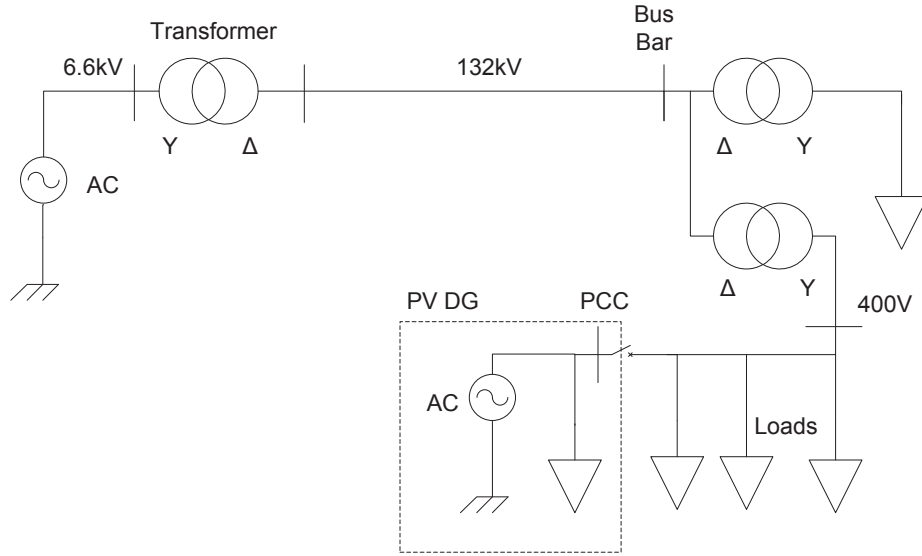 Transformer
Bus
Bar
6.6kV
132kV
Y
Δ
Δ
Y
AC
Δ
Y
PV DG
PCC
400V
AC
Loads